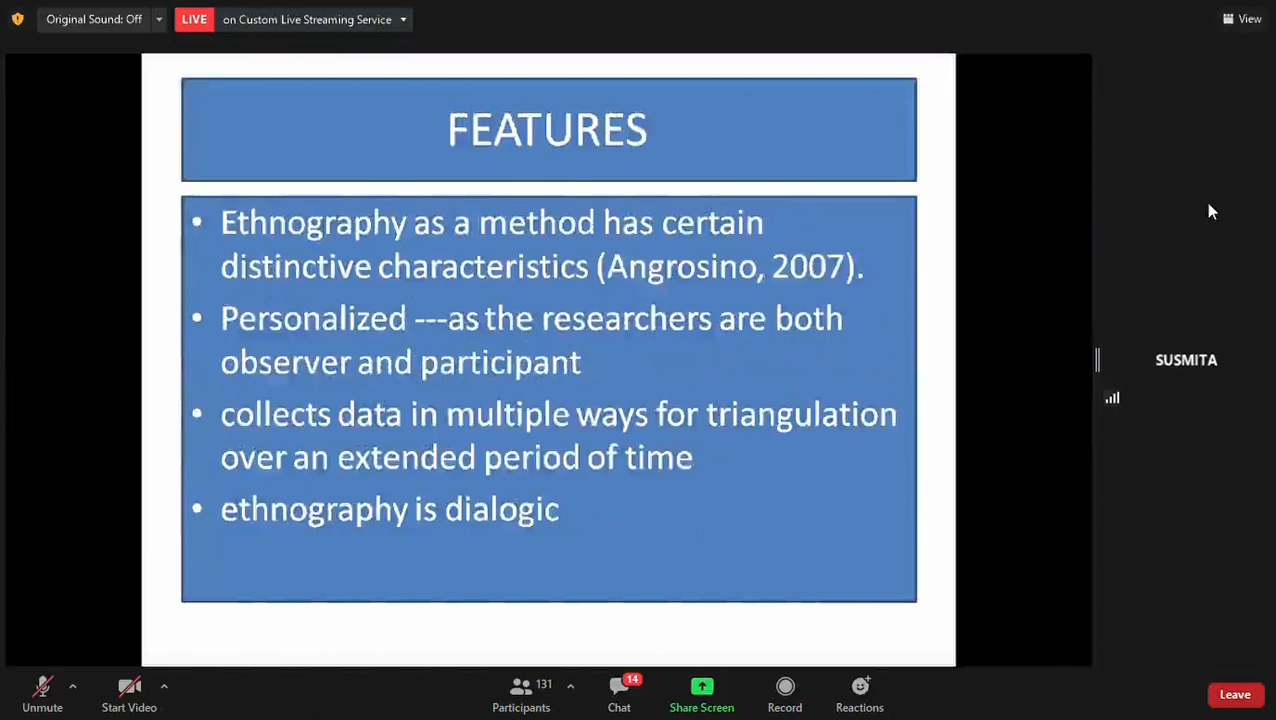 Original Sound: Off
LIVE
on Custom Live Streaming Service
View
FEATURES
• Ethnography as a method has certain
distinctive characteristics (Angrosino, 2007).
• Personalized ---as the researchers are both
observer and participant
• collects data in multiple ways for triangulation
over an extended period of time
• ethnography is dialogic
SUSMITA
Unmute
Start Video
131
Participants
14
Chat
Share Screen
Record
Reactions
Leave